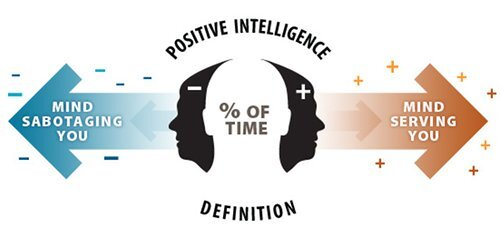 POSITIVE INTELLIGENCE
MIND
SABOTAGING
YOU
% OF
TIME
MIND
SERVING
YOU
DEFINITION